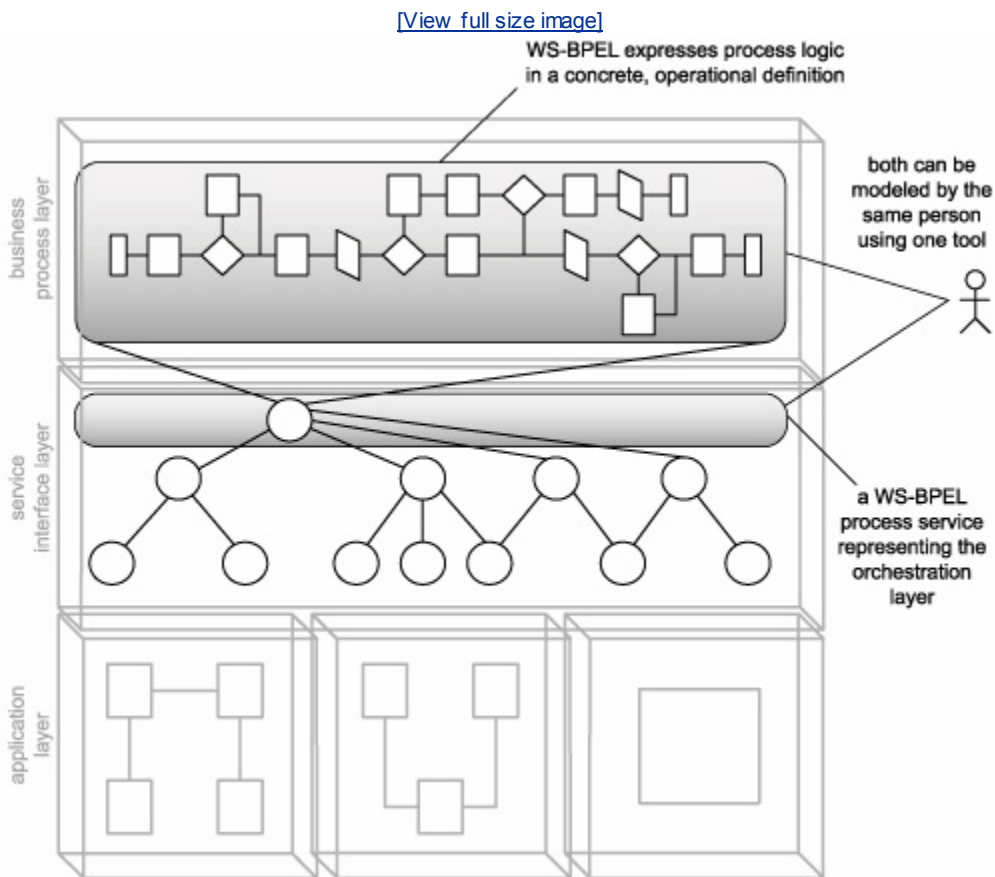 [View full size image]
WS-BPEL expresses process logic
in a concrete, operational definition
both can be
modeled by the
same person
using one tool
business
process layer
service
interface layer
a WS-BPEL
process service
representing the
orchestration
layer
application
layer